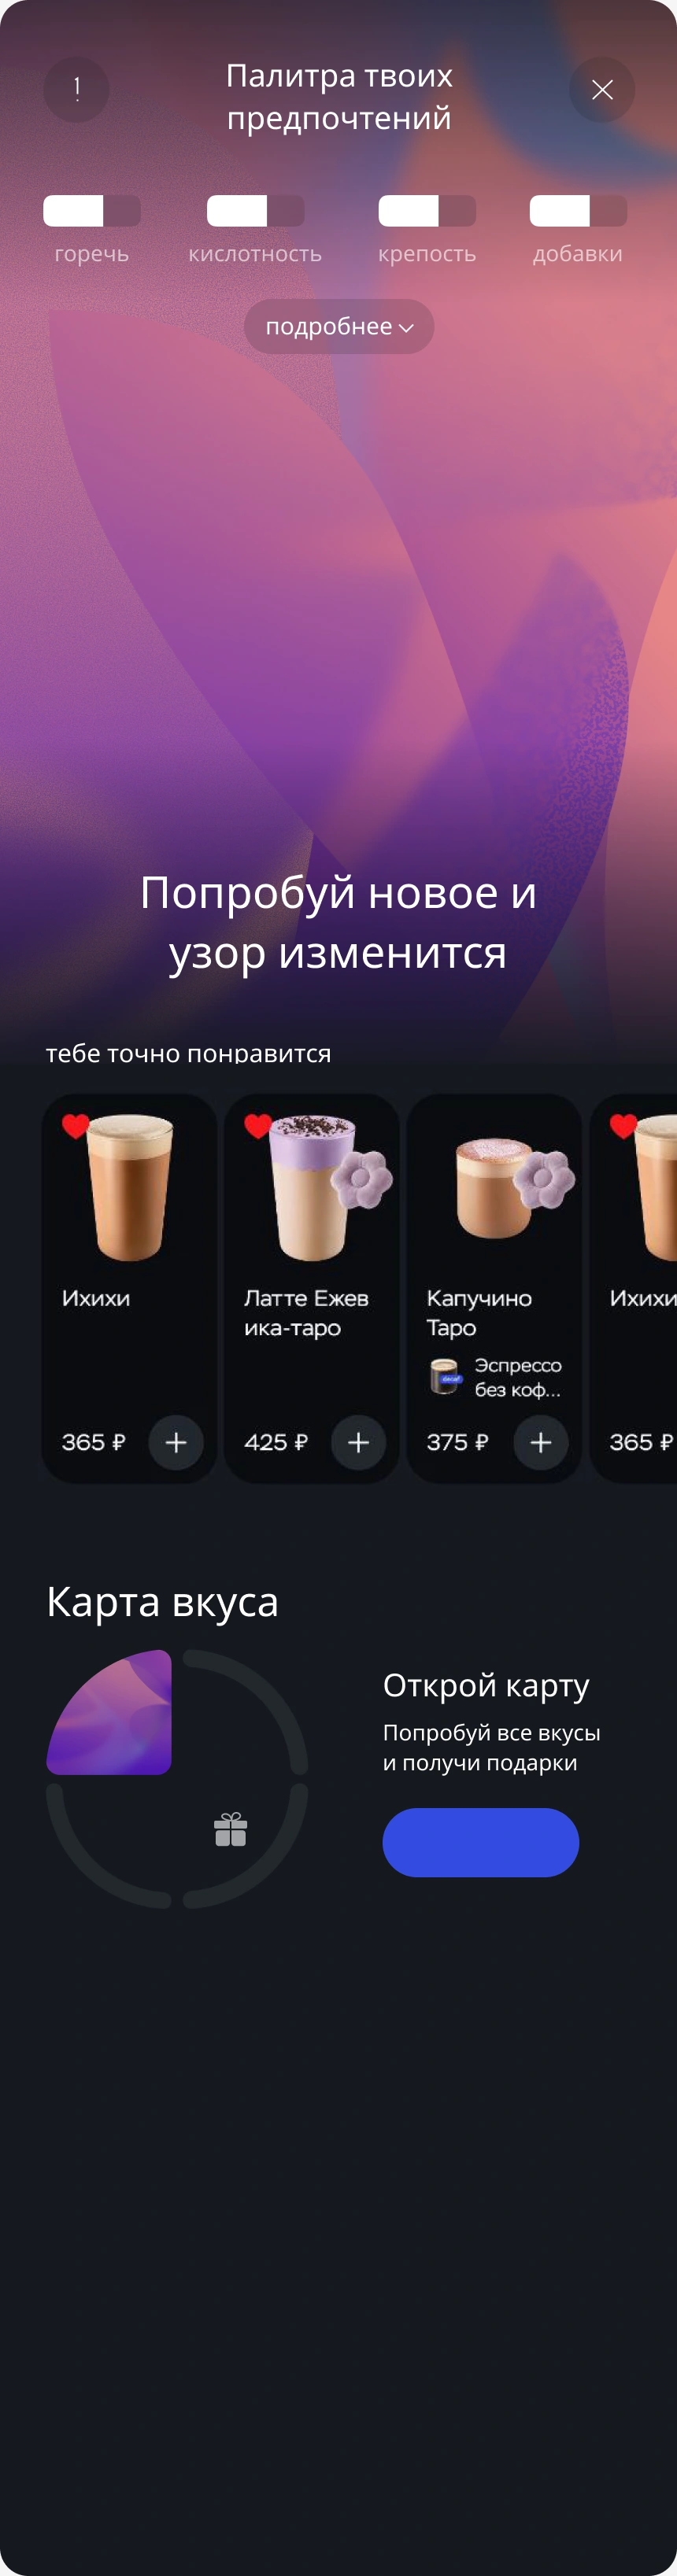 !
Палитра твоих
предпочтений
горечь кислотность крепость добавки
подробнее
Попробуй новое и
узор изменится
тебе точно понравится
Ихихи
365 ₽
Латте Ежев
ика-таро
425 ₽
Капучино
Таро
decaf
Эспрессо
без коф...
375 ₽
Ихихи
365 ₽
Карта вкуса
Открой карту
Попробуй все вкусы
и получи подарки